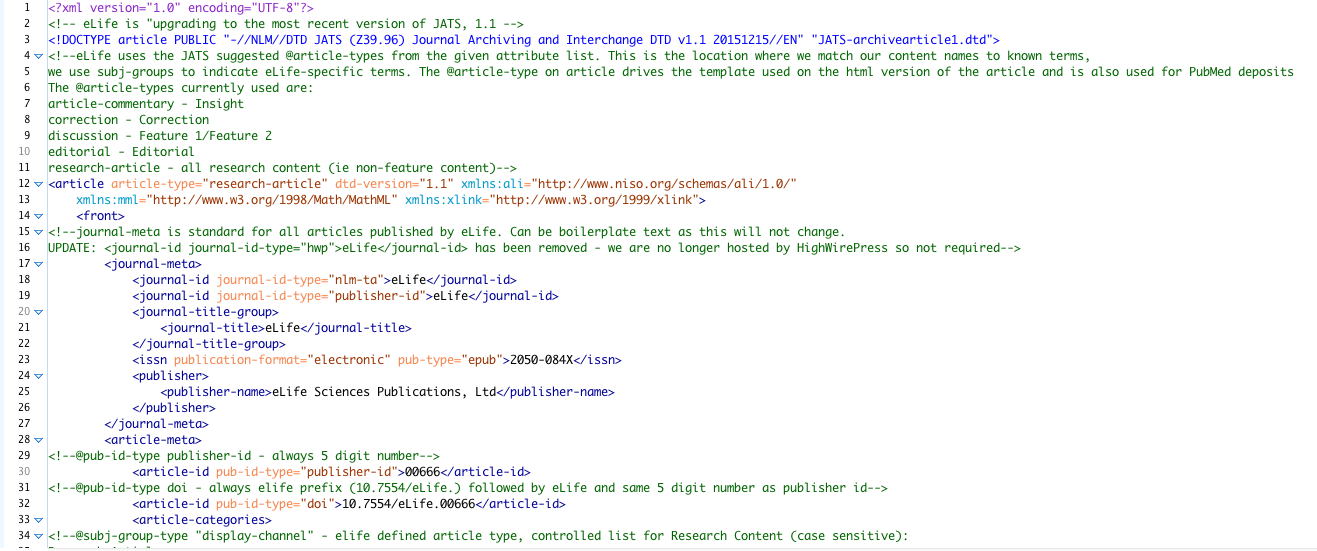 1 <?xml version="1.0" encoding="UTF-8"?>
2 <!-- eLife is "upgrading to the most recent version of JATS, 1.1 -->
3 <!DOCTYPE article PUBLIC "-//NLM//DTD JATS (Z39.96) Journal Archiving and Interchange DTD v1.1 20151215//EN" "JATS-archivearticle1.dtd">
4 <!--eLife uses the JATS suggested @article-types from the given attribute list. This is the location where we match our content names to known terms,
5 we use subj-groups to indicate eLife-specific terms. The @article-type on article drives the template used on the html version of the article and is also used for PubMed deposits
6 The @article-types currently used are:
7 article-commentary - Insight
8 correction - Correction
9 discussion - Feature 1/Feature 2
10 editorial - Editorial
11 research-article - all research content (ie non-feature content)-->
12 <article article-type="research-article" dtd-version="1.1" xmlns:ali="http://www.niso.org/schemas/ali/1.0/"
13 xmlns:mml="http://www.w3.org/1998/Math/MathML" xmlns:xlink="http://www.w3.org/1999/xlink">
14 <front>
15 <!--journal-meta is standard for all articles published by eLife. Can be boilerplate text as this will not change.
16 UPDATE: <journal-id journal-id-type="hwp">eLife</journal-id> has been removed - we are no longer hosted by HighWirePress so not required-->
17 <journal-meta>
18 <journal-id journal-id-type="nlm-ta">eLife</journal-id>
19 <journal-id journal-id-type="publisher-id">eLife</journal-id>
20 <journal-title-group>
21 <journal-title>eLife</journal-title>
22 </journal-title-group>
23 <issn publication-format="electronic" pub-type="epub">2050-084X</issn>
24 <publisher>
25 <publisher-name>eLife Sciences Publications, Ltd</publisher-name>
26 </publisher>
27 </journal-meta>
28 <article-meta>
29 <!--@pub-id-type publisher-id - always 5 digit number-->
30 <article-id pub-id-type="publisher-id">00666</article-id>
31 <!--@pub-id-type doi - always elife prefix (10.7554/eLife.) followed by eLife and same 5 digit number as publisher id-->
32 <article-id pub-id-type="doi">10.7554/eLife.00666</article-id>
33 <article-categories>
34 <!--@subj-group-type "display-channel" - elife defined article type, controlled list for Research Content (case sensitive):